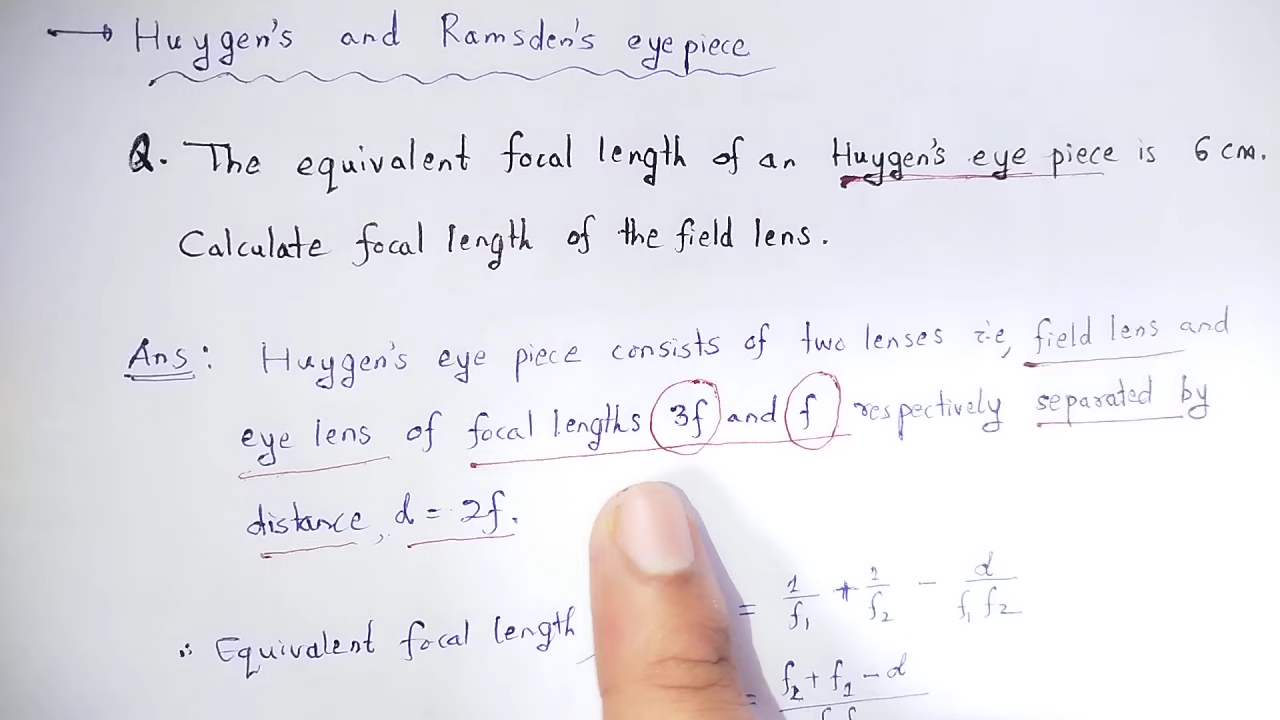 → Huygen's and Ramsden's eyepiece
Q. The equivalent focal length of an Huygen's eye piece is 6 cm.
Calculate focal length of the field lens.
Ans: Huygen's eye piece consists of two lenses i.e, field lens and
eye lens of focal lengths 3f and f respectively separated by
distance, d = 2f.
∴ Equivalent focal length = 1/f₁ + 1/f₂ - d/f₁f₂
= f₂ + f₁ - d